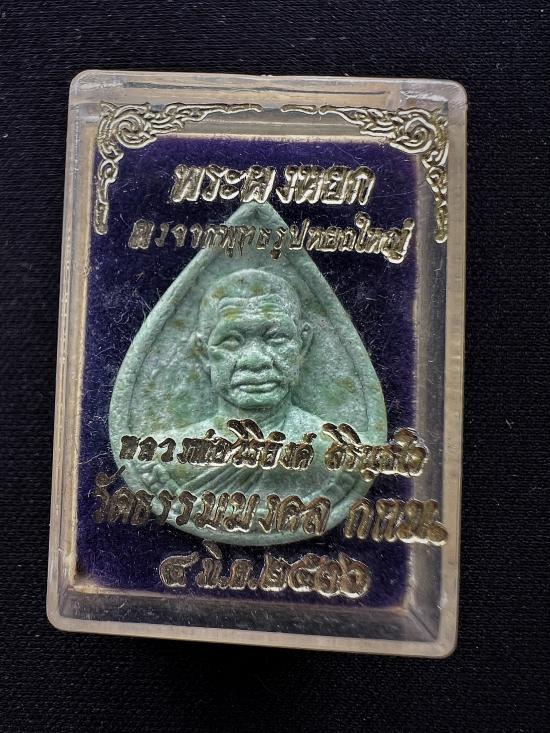 พระผงหยก
ผงจากพุทธรูปหยกใหญ่
หลวงพ่อวิริยังค์ สิรินฺธโร
วัดธรรมมงคล กทม.
๔ มี.ค. ๒๕๓๖